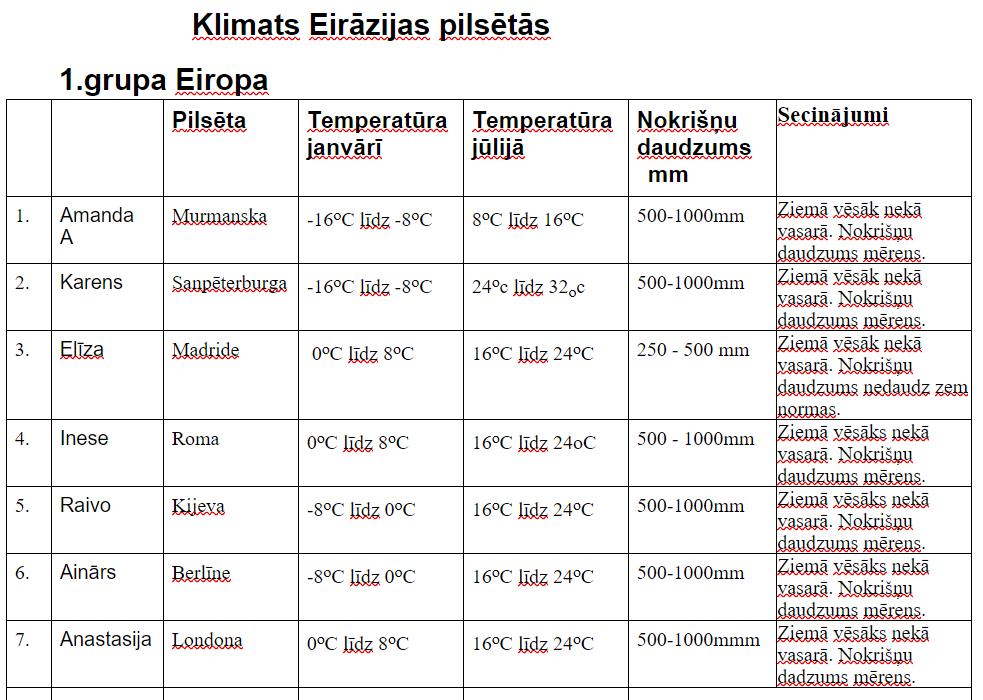 Klimats Eirāzijas pilsētās
1.grupa Eiropa
Pilsēta
Temperatūra
janvārī
Temperatūra
jūlijā
Nokrišņu
daudzums
mm
Secinājumi
1.
Amanda
A
Murmanska
-16ºC līdz -8ºC
8ºC līdz 16ºC
500-1000mm
Ziemā vēsāk nekā
vasarā. Nokrišņu
daudzums mērens.
2.
Karens
Sanpēterburga
-16ºC līdz -8ºC
24ºc līdz 32ₒc
500-1000mm
Ziemā vēsāk nekā
vasarā. Nokrišņu
daudzums mērens.
3.
Elīza
Madride
0ºC līdz 8ºC
16ºC līdz 24ºC
250 - 500 mm
Ziemā vēsāk nekā
vasarā. Nokrišņu
daudzums nedaudz zem
normas.
4.
Inese
Roma
0ºC līdz 8ºC
16ºC līdz 24oC
500 - 1000mm
Ziemā vēsāks nekā
vasarā. Nokrišņu
daudzums mērens.
5.
Raivo
Kijeva
-8ºC līdz 0ºC
16ºC līdz 24ºC
500-1000mm
Ziemā vēsāks nekā
vasarā. Nokrišņu
daudzums mērens.
6.
Ainārs
Berlīne
-8ºC līdz 0ºC
16ºC līdz 24ºC
500-1000mm
Ziemā vēsāks nekā
vasarā. Nokrišņu
daudzums mērens.
7.
Anastasija
Londona
0ºC līdz 8ºC
16ºC līdz 24ºC
500-1000mmm
Ziemā vēsāks nekā
vasarā. Nokrišņu
dadzums mērens.